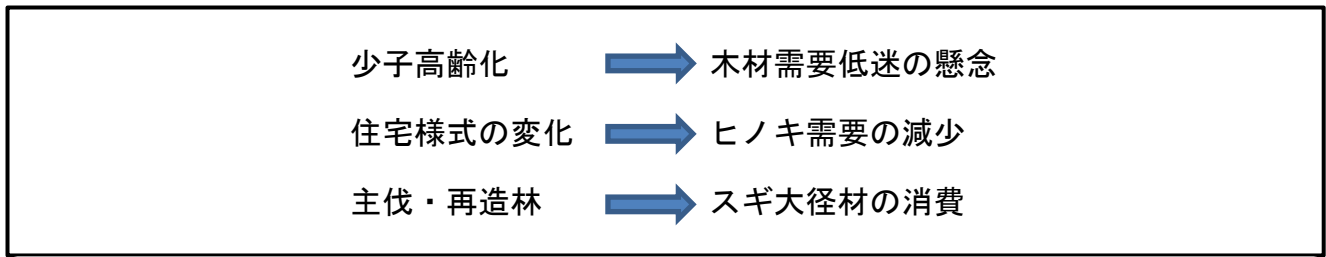 少子高齢化 木材需要低迷の懸念
住宅様式の変化 ヒノキ需要の減少
主伐・再造林 スギ大径材の消費